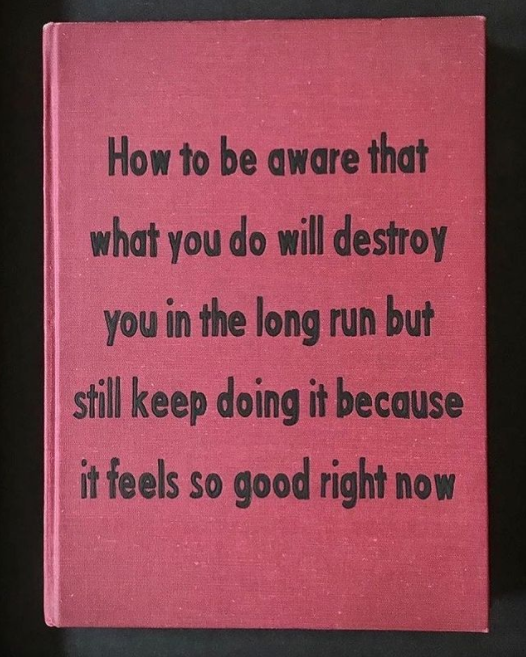 How to be aware that
what you do will destroy
you in the long run but
still keep doing it because
it feels so good right now